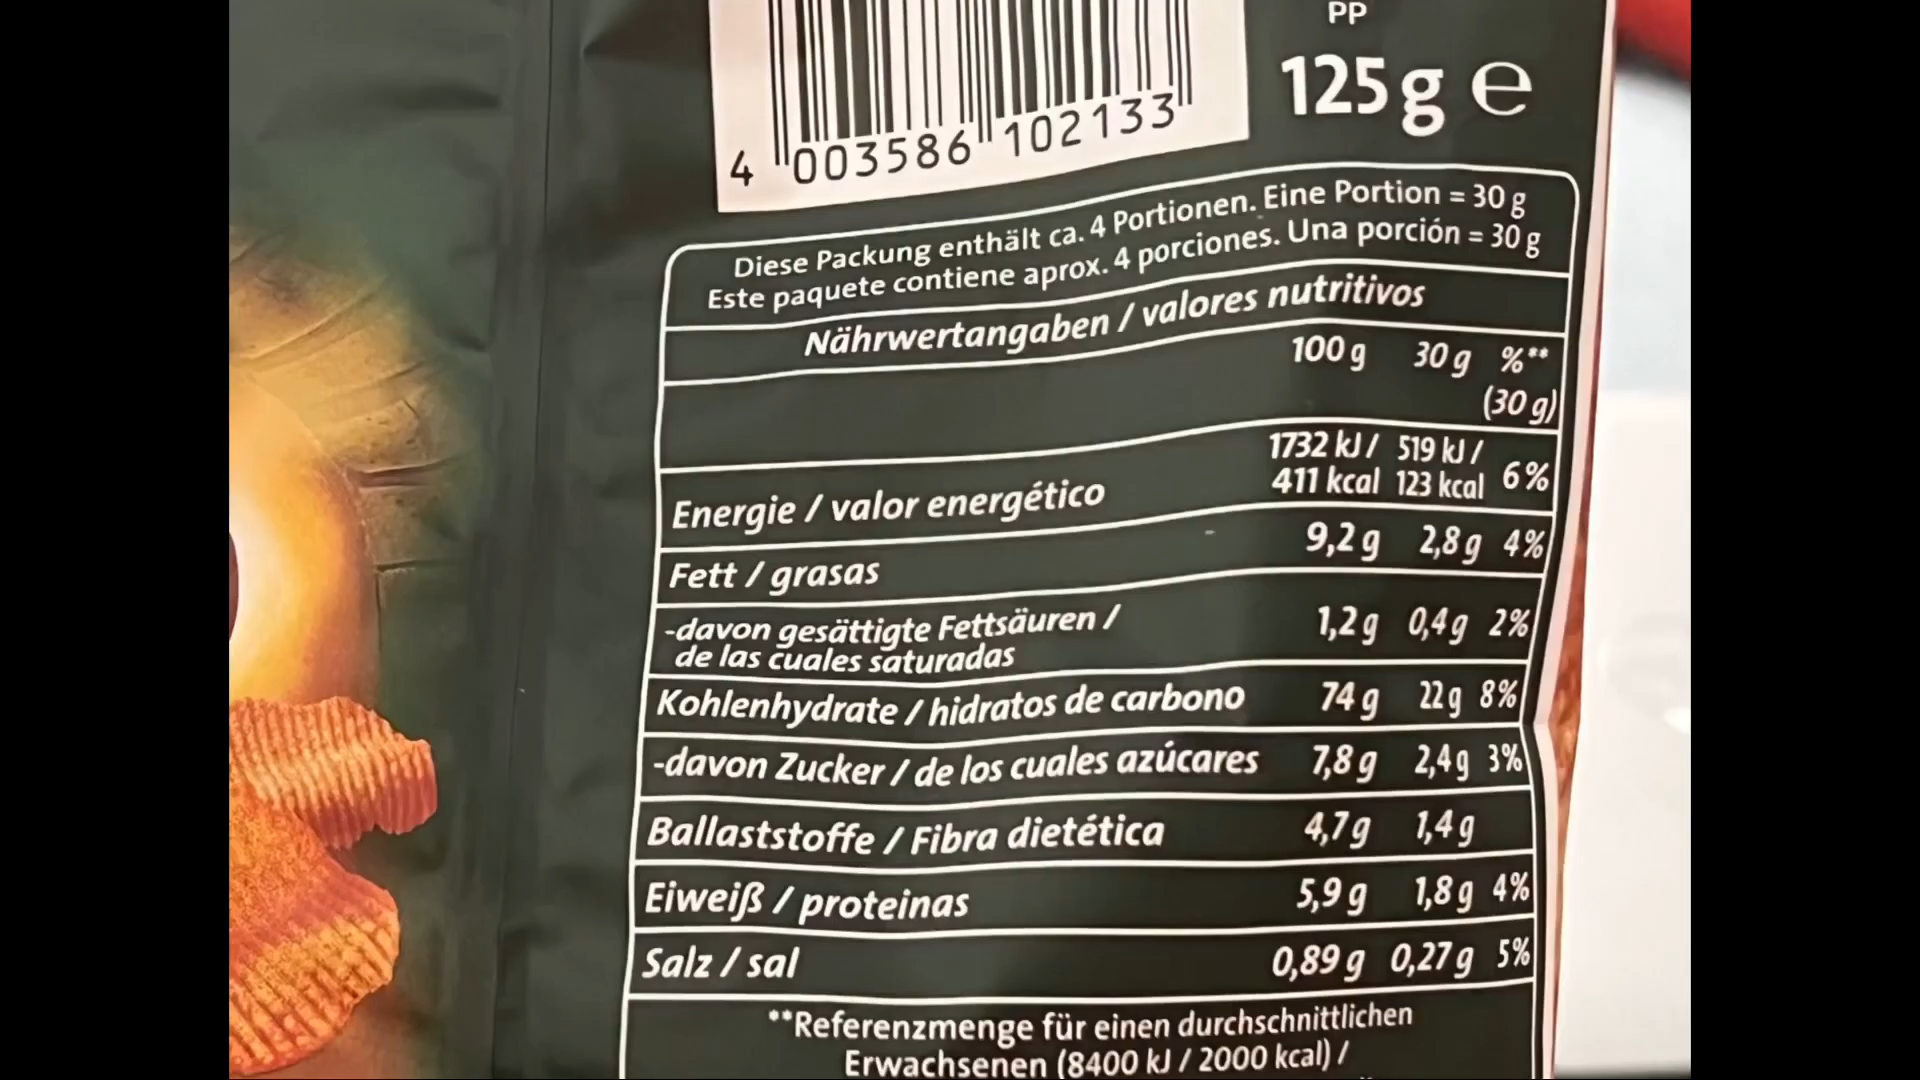 PP
125g e
4 003586 102133
Diese Packung enthält ca. 4 Portionen. Eine Portion = 30 g
Este paquete contiene aprox. 4 porciones. Una porción = 30 g
Nährwertangaben / valores nutritivos
100 g 30 g %**
(30 g)
1732 kJ / 519 kJ /
Energie / valor energético 411 kcal 123 kcal 6%
Fett / grasas 9,2 g 2,8 g 4%
-davon gesättigte Fettsäuren / 1,2 g 0,4 g 2%
de las cuales saturadas
Kohlenhydrate / hidratos de carbono 74 g 22 g 8%
-davon Zucker / de los cuales azúcares 7,8 g 2,4 g 3%
Ballaststoffe / Fibra dietética 4,7 g 1,4 g
Eiweiß / proteinas 5,9 g 1,8 g 4%
Salz / sal 0,89 g 0,27 g 5%
**Referenzmenge für einen durchschnittlichen
Erwachsenen (8400 kJ / 2000 kcal) /